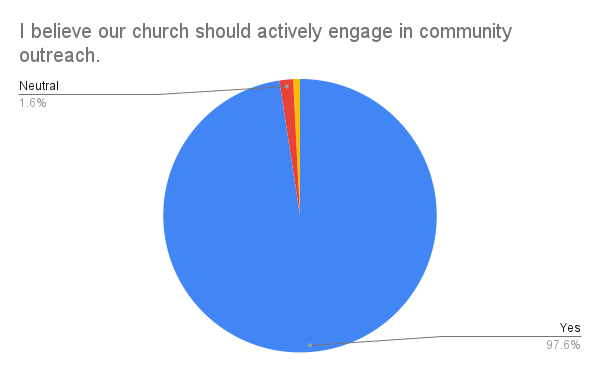 I believe our church should actively engage in community
outreach.
Neutral
1.6%
Yes
97.6%